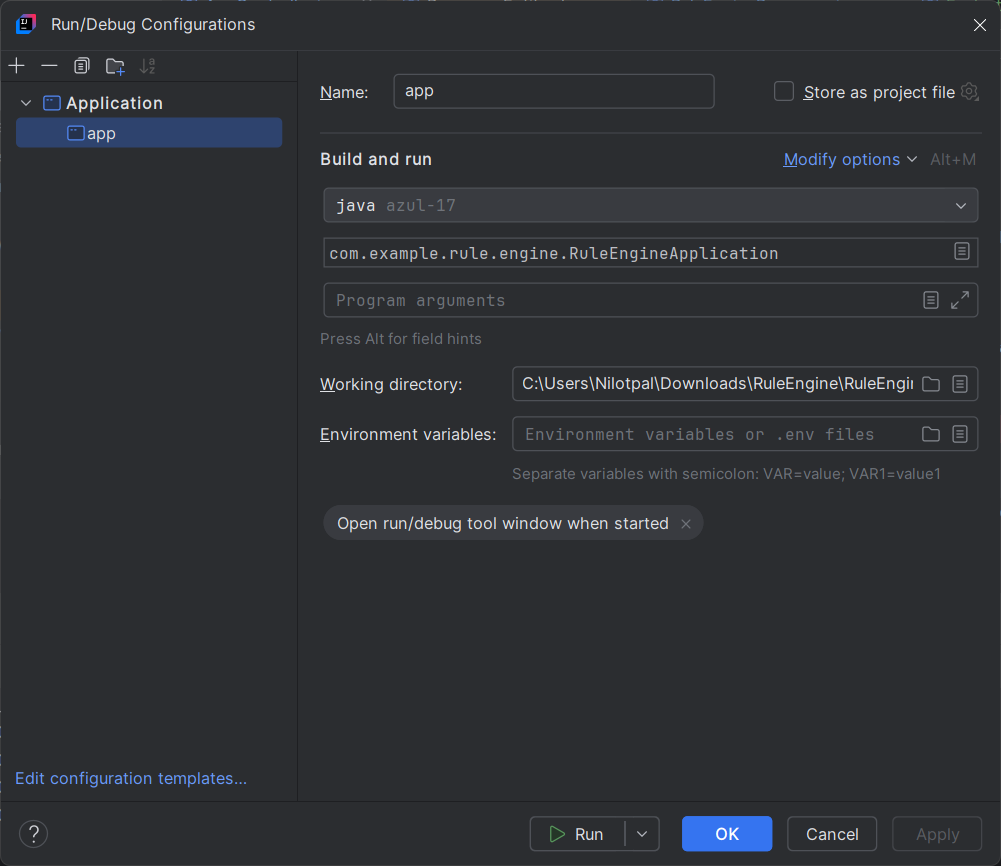 Run/Debug Configurations
Application
app
Name: app
Store as project file
Build and run
Modify options Alt+M
java azul-17
com.example.rule.engine.RuleEngineApplication
Program arguments
Press Alt for field hints
Working directory: C:\Users\Nilotpal\Downloads\RuleEngine\RuleEngin
Environment variables: Environment variables or .env files
Separate variables with semicolon: VAR=value; VAR1=value1
Open run/debug tool window when started
Edit configuration templates...
? Run OK Cancel Apply